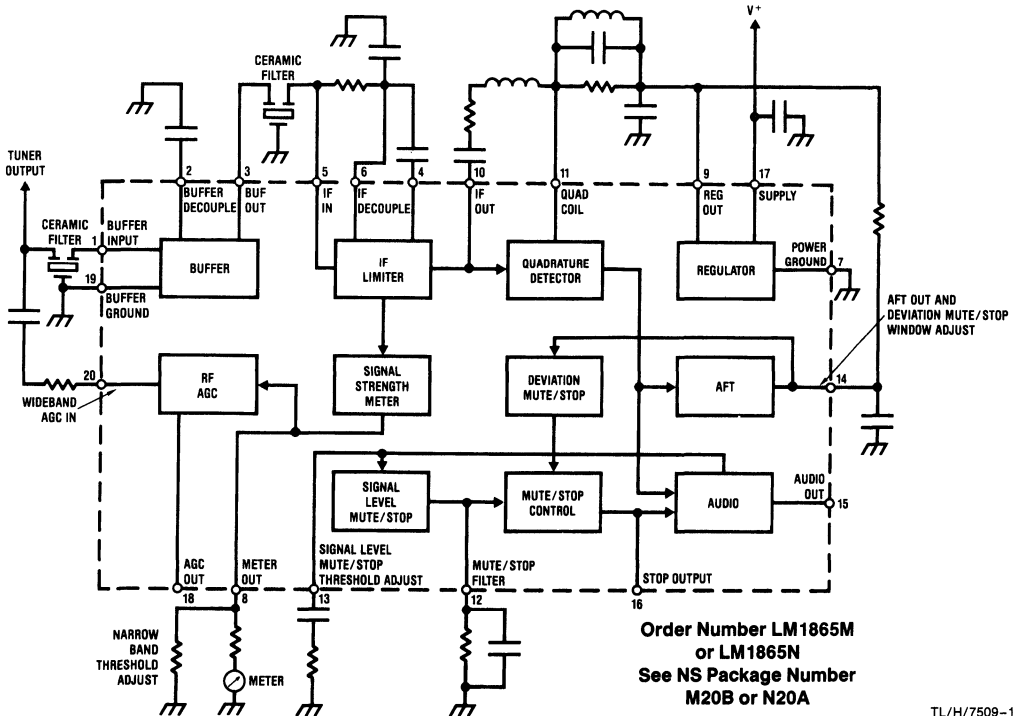 V+
CERAMIC
FILTER
TUNER
OUTPUT
2
3
5
6
4
10
11
9
17
BUFFER
DECOUPLE
BUF
OUT
IF
IN
IF
DECOUPLE
IF
OUT
QUAD
COIL
REG
OUT
SUPPLY
CERAMIC
FILTER
BUFFER
INPUT
1
19
BUFFER
GROUND
BUFFER
IF
LIMITER
QUADRATURE
DETECTOR
REGULATOR
POWER
GROUND
7
AFT OUT AND
DEVIATION MUTE/STOP
WINDOW ADJUST
20
WIDEBAND
AGC IN
RF
AGC
SIGNAL
STRENGTH
METER
DEVIATION
MUTE/STOP
AFT
14
SIGNAL
LEVEL
MUTE/STOP
MUTE/STOP
CONTROL
AUDIO
AUDIO
OUT
15
AGC
OUT
METER
OUT
SIGNAL LEVEL
MUTE/STOP
THRESHOLD ADJUST
MUTE/STOP
FILTER
STOP OUTPUT
18
8
13
12
16
NARROW
BAND
THRESHOLD
ADJUST
METER
Order Number LM1865M
or LM1865N
See NS Package Number
M20B or N20A
TL/H/7509–1